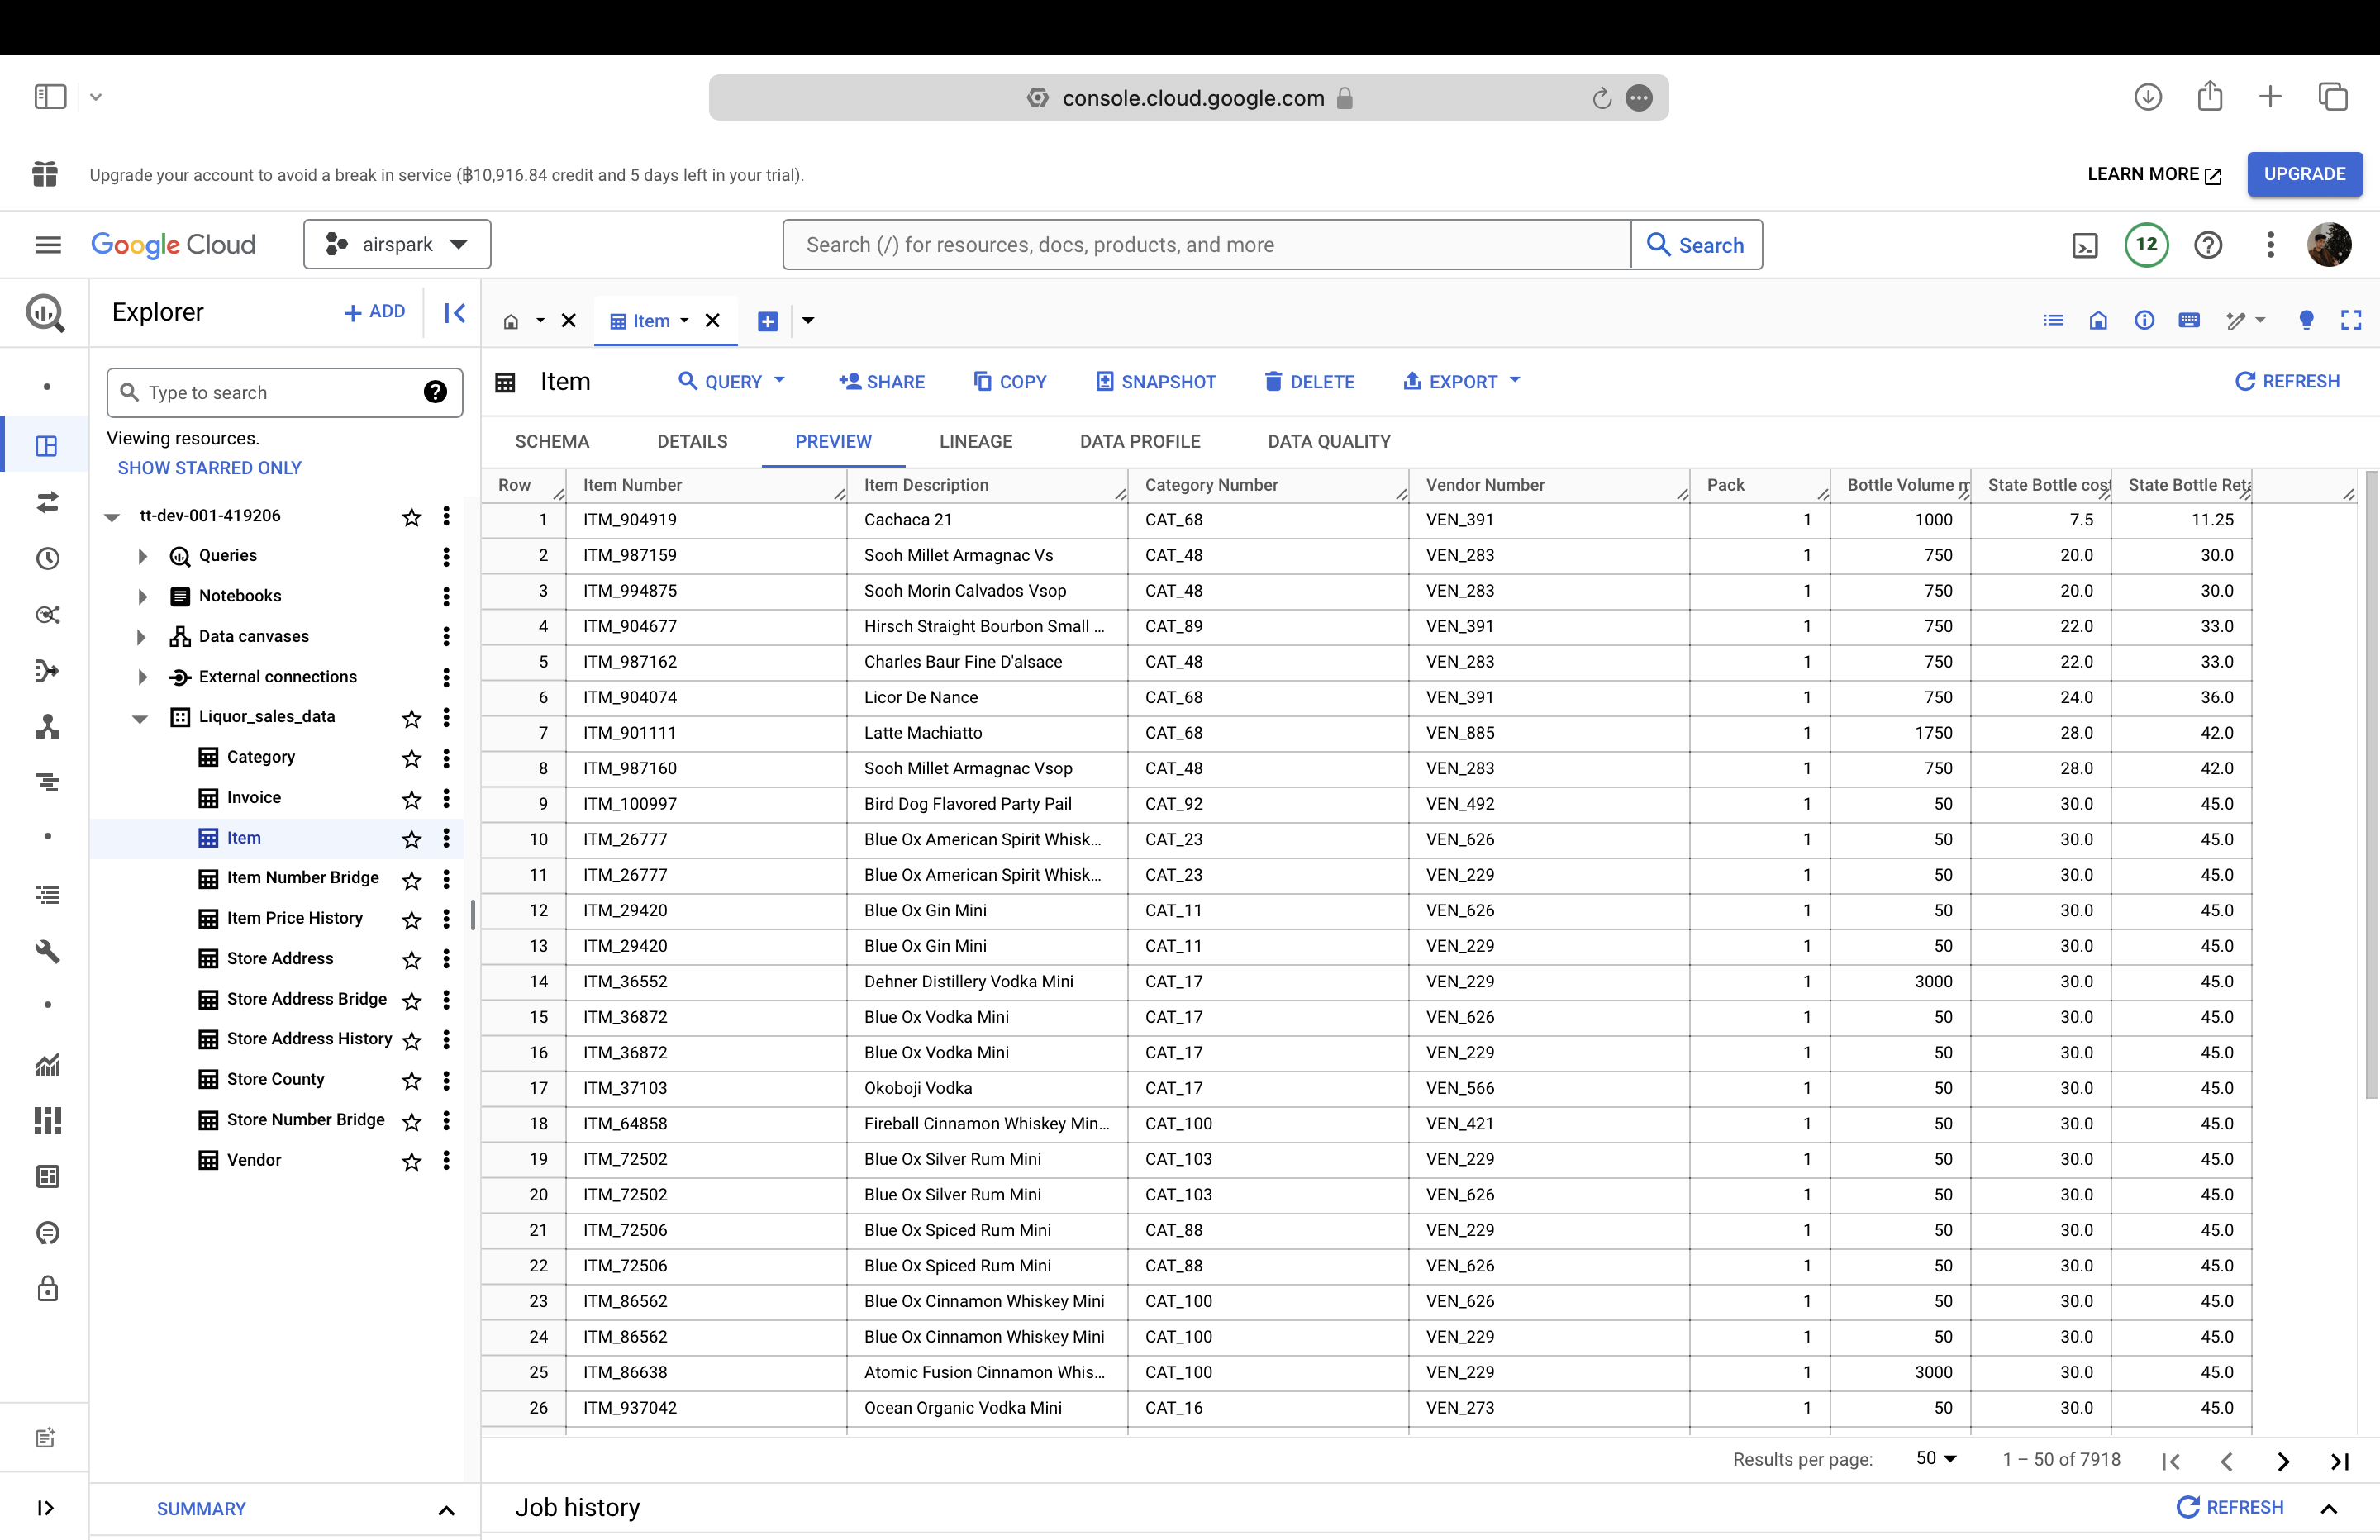 console.cloud.google.com
Upgrade your account to avoid a break in service (฿10,916.84 credit and 5 days left in your trial).
LEARN MORE
UPGRADE
Google Cloud
airspark
Search (/) for resources, docs, products, and more
Search
12
Explorer
+ ADD
Item
Type to search
Viewing resources.
SHOW STARRED ONLY
tt-dev-001-419206
Queries
Notebooks
Data canvases
External connections
Liquor_sales_data
Category
Invoice
Item
Item Number Bridge
Item Price History
Store Address
Store Address Bridge
Store Address History
Store County
Store Number Bridge
Vendor
SUMMARY
Item
QUERY
SHARE
COPY
SNAPSHOT
DELETE
EXPORT
REFRESH
SCHEMA DETAILS PREVIEW LINEAGE DATA PROFILE DATA QUALITY
Row Item Number Item Description Category Number Vendor Number Pack Bottle Volume State Bottle State Bottle
1 ITM_904919 Cachaca 21 CAT_68 VEN_391 1 1000 7.5 11.25
2 ITM_987159 Sooh Millet Armagnac Vs CAT_48 VEN_283 1 750 20.0 30.0
3 ITM_994875 Sooh Morin Calvados Vsop CAT_48 VEN_283 1 750 20.0 30.0
4 ITM_904677 Hirsch Straight Bourbon Small ... CAT_89 VEN_391 1 750 22.0 33.0
5 ITM_987162 Charles Baur Fine D'alsace CAT_48 VEN_283 1 750 22.0 33.0
6 ITM_904074 Licor De Nance CAT_68 VEN_391 1 750 24.0 36.0
7 ITM_901111 Latte Machiatto CAT_68 VEN_885 1 1750 28.0 42.0
8 ITM_987160 Sooh Millet Armagnac Vsop CAT_48 VEN_283 1 750 28.0 42.0
9 ITM_100997 Bird Dog Flavored Party Pail CAT_92 VEN_492 1 50 30.0 45.0
10 ITM_26777 Blue Ox American Spirit Whisk... CAT_23 VEN_626 1 50 30.0 45.0
11 ITM_26777 Blue Ox American Spirit Whisk... CAT_23 VEN_229 1 50 30.0 45.0
12 ITM_29420 Blue Ox Gin Mini CAT_11 VEN_626 1 50 30.0 45.0
13 ITM_29420 Blue Ox Gin Mini CAT_11 VEN_229 1 50 30.0 45.0
14 ITM_36552 Dehner Distillery Vodka Mini CAT_17 VEN_229 1 3000 30.0 45.0
15 ITM_36872 Blue Ox Vodka Mini CAT_17 VEN_626 1 50 30.0 45.0
16 ITM_36872 Blue Ox Vodka Mini CAT_17 VEN_229 1 50 30.0 45.0
17 ITM_37103 Okoboji Vodka CAT_17 VEN_566 1 50 30.0 45.0
18 ITM_64858 Fireball Cinnamon Whiskey Min... CAT_100 VEN_421 1 50 30.0 45.0
19 ITM_72502 Blue Ox Silver Rum Mini CAT_103 VEN_229 1 50 30.0 45.0
20 ITM_72502 Blue Ox Silver Rum Mini CAT_103 VEN_626 1 50 30.0 45.0
21 ITM_72506 Blue Ox Spiced Rum Mini CAT_88 VEN_229 1 50 30.0 45.0
22 ITM_72506 Blue Ox Spiced Rum Mini CAT_88 VEN_626 1 50 30.0 45.0
23 ITM_86562 Blue Ox Cinnamon Whiskey Mini CAT_100 VEN_626 1 50 30.0 45.0
24 ITM_86562 Blue Ox Cinnamon Whiskey Mini CAT_100 VEN_229 1 50 30.0 45.0
25 ITM_86638 Atomic Fusion Cinnamon Whis... CAT_100 VEN_229 1 3000 30.0 45.0
26 ITM_937042 Ocean Organic Vodka Mini CAT_16 VEN_273 1 50 30.0 45.0
Results per page: 50 1 – 50 of 7918
Job history
REFRESH